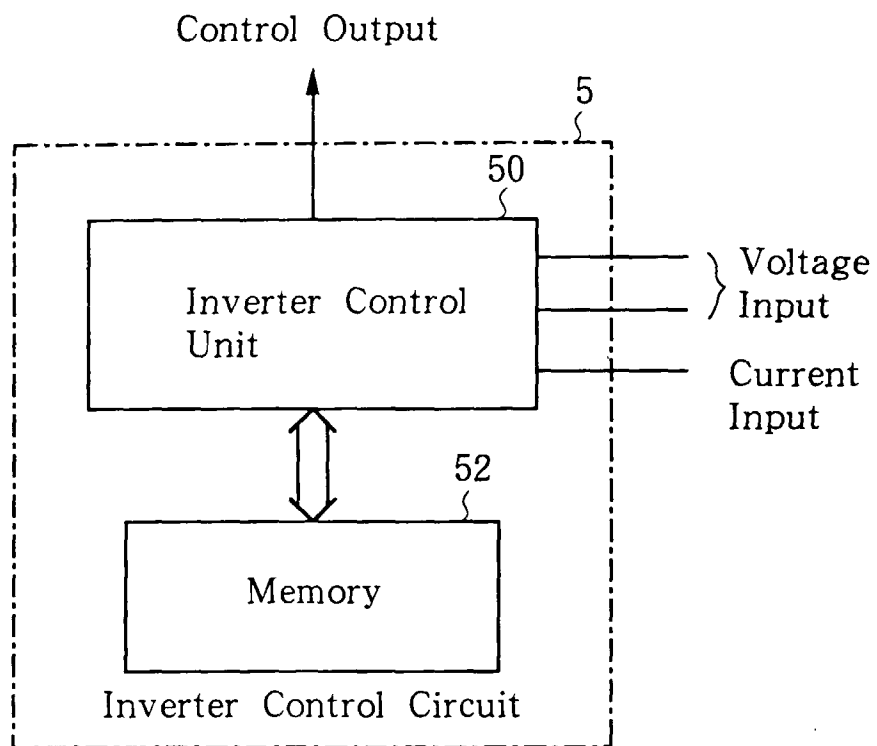 Control Output
5
50
Inverter Control
Unit
Voltage
Input
Current
Input
52
Memory
Inverter Control Circuit